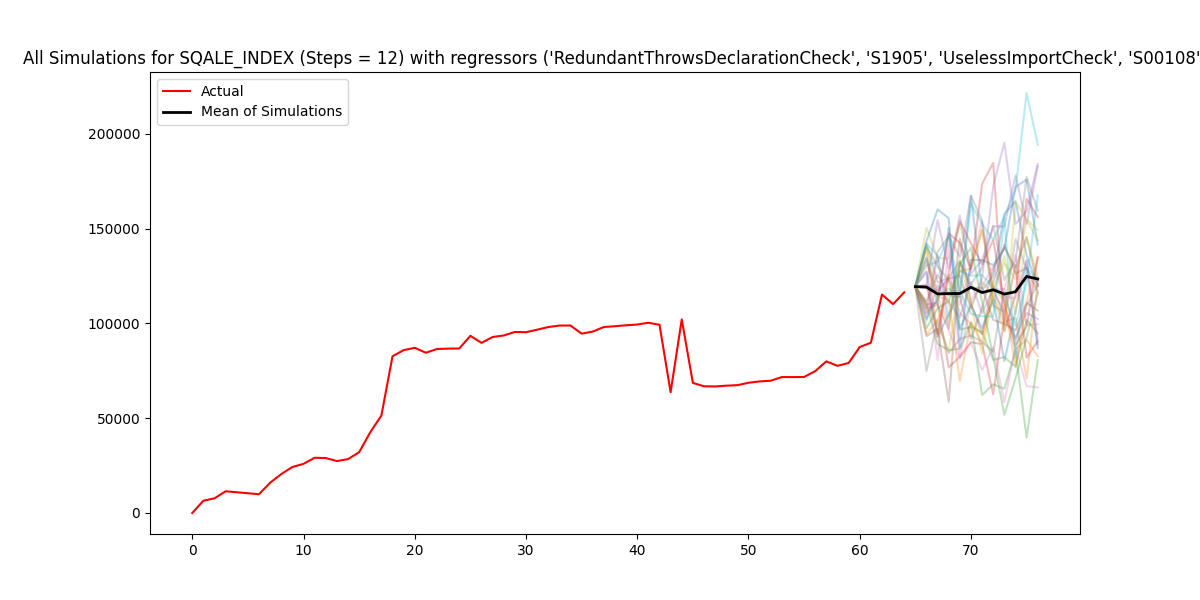 All Simulations for SQALE_INDEX (Steps = 12) with regressors ('RedundantThrowsDeclarationCheck', 'S1905', 'UselessImportCheck', 'S00108'
Actual
Mean of Simulations
200000
150000
100000
50000
0
0 10 20 30 40 50 60 70